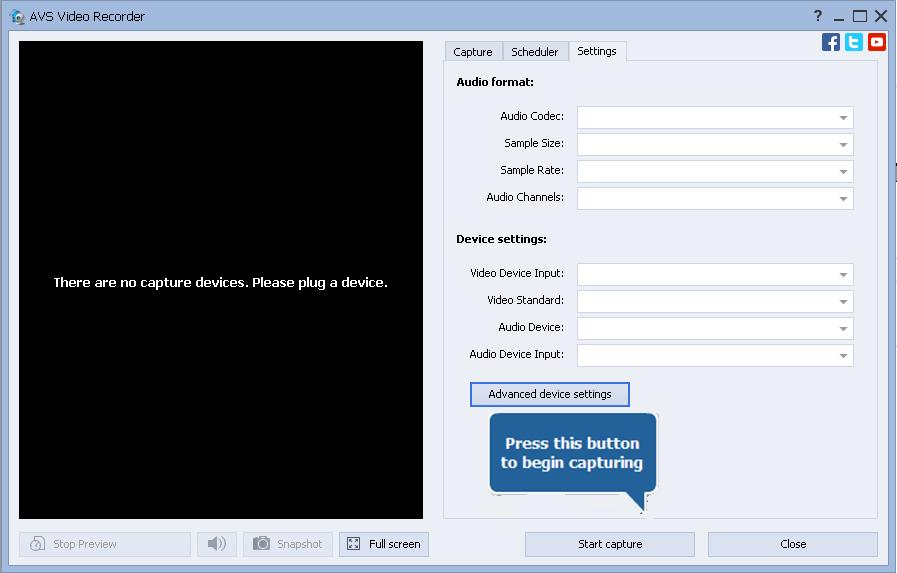 AVS Video Recorder
?
Capture
Scheduler
Settings
Audio format:
Audio Codec:
Sample Size:
Sample Rate:
Audio Channels:
Device settings:
Video Device Input:
Video Standard:
Audio Device:
Audio Device Input:
Advanced device settings
Press this button
to begin capturing
There are no capture devices. Please plug a device.
Stop Preview
Snapshot
Full screen
Start capture
Close